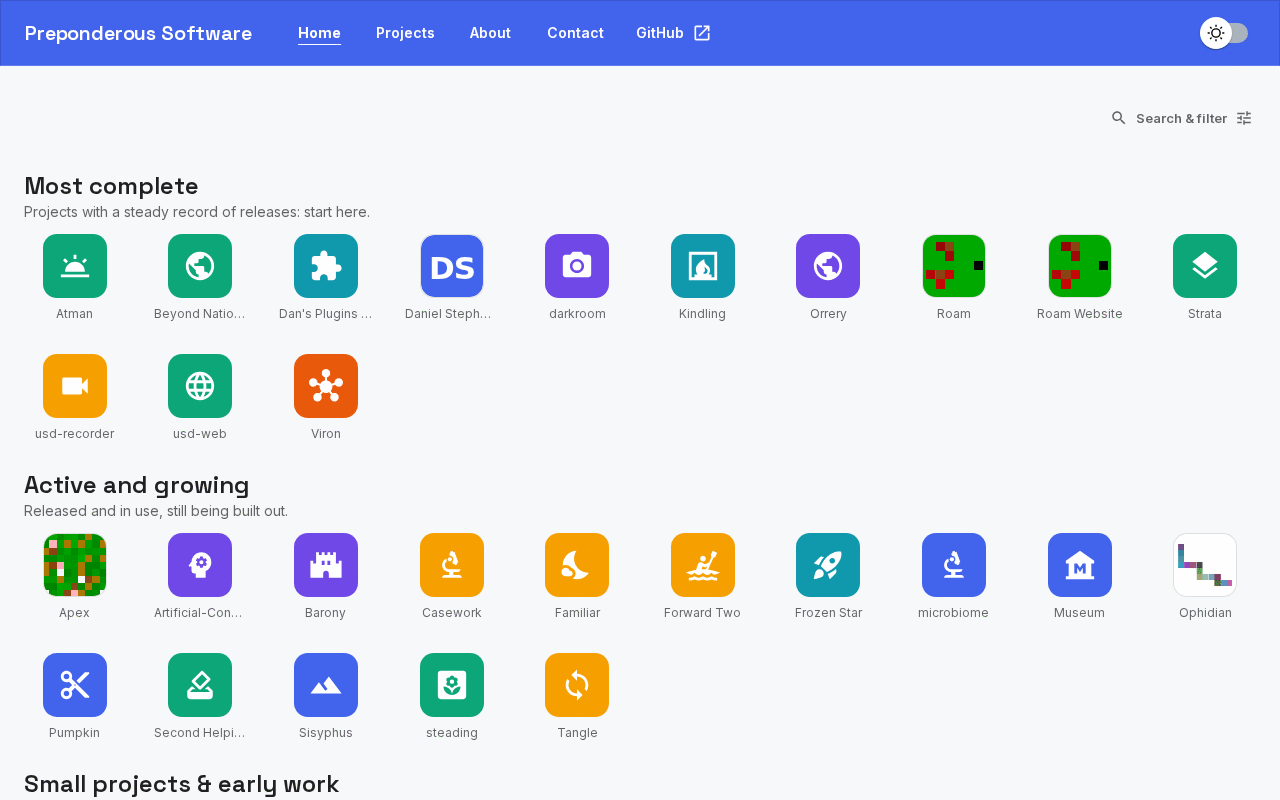 Preponderous Software Home Projects About Contact GitHub
Search & filter
Most complete
Projects with a steady record of releases: start here.
DS
Atman Beyond Natio… Dan's Plugins … Daniel Steph… darkroom Kindling Orrery Roam Roam Website Strata
usd-recorder usd-web Viron
Active and growing
Released and in use, still being built out.
M
Apex Artificial-Con… Barony Casework Familiar Forward Two Frozen Star microbiome Museum Ophidian
Pumpkin Second Helpi… Sisyphus steading Tangle
Small projects & early work